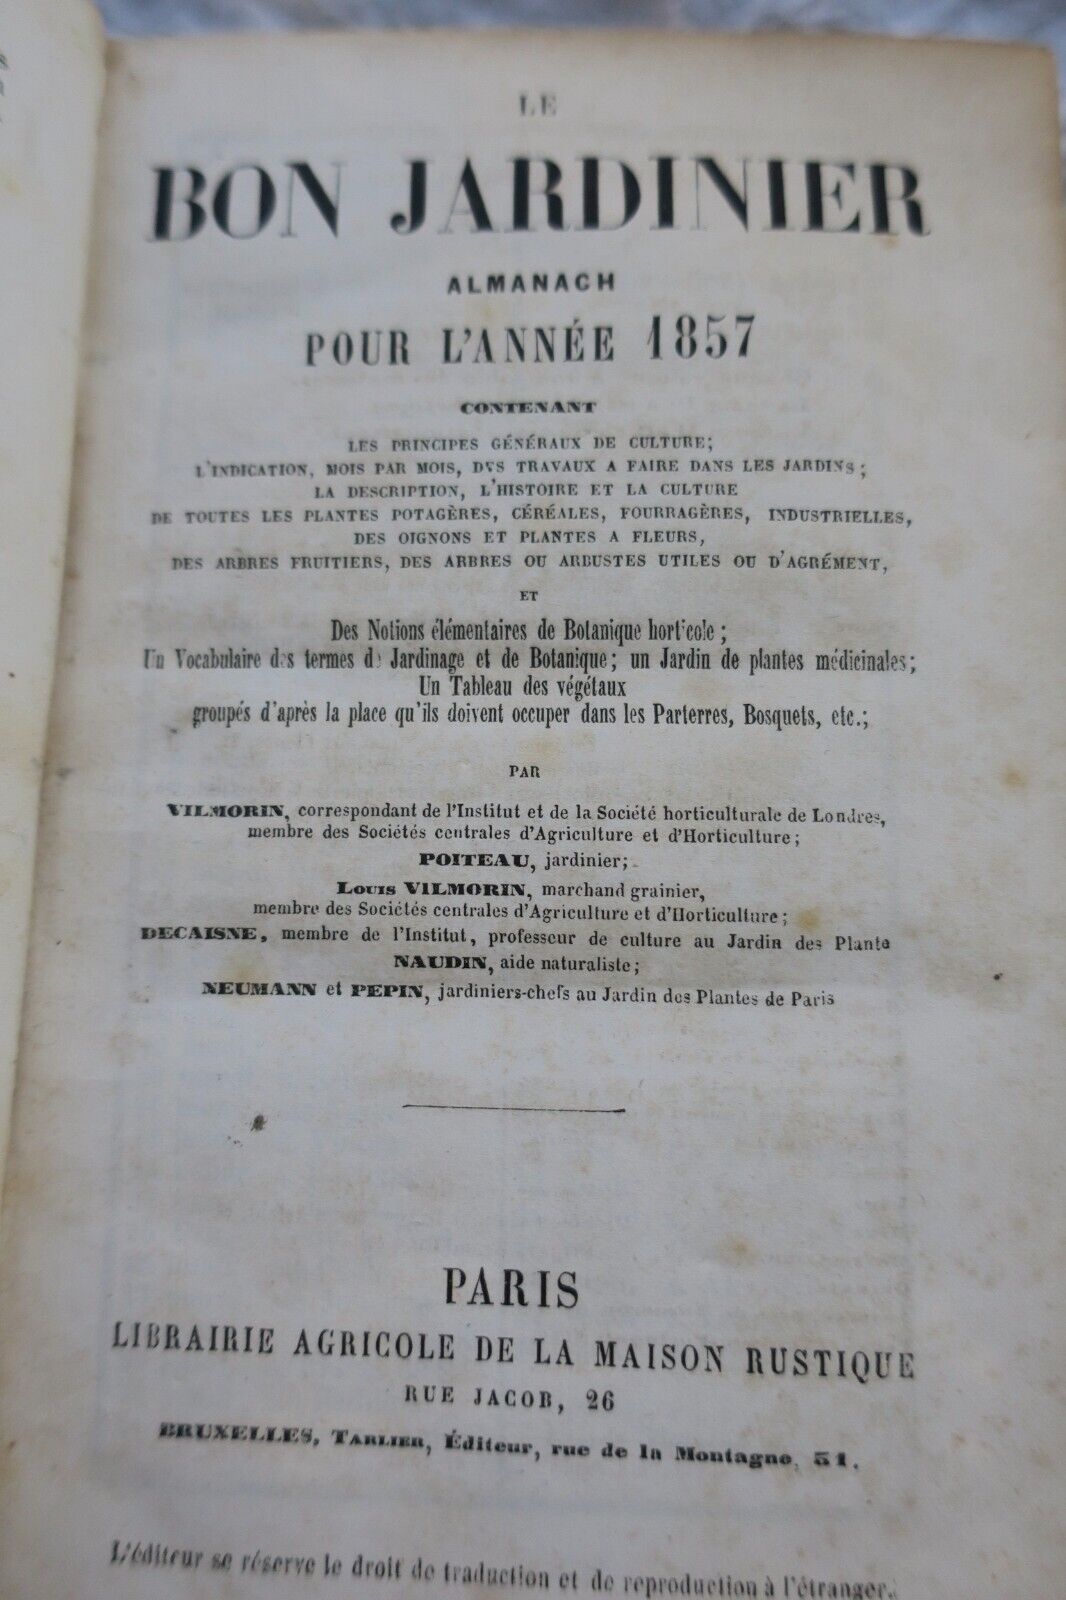 LE
BON JARDINIER
ALMANACH
POUR L'ANNÉE 1857
CONTENANT
LES PRINCIPES GÉNÉRAUX DE CULTURE;
L'INDICATION, MOIS PAR MOIS, DES TRAVAUX A FAIRE DANS LES JARDINS;
LA DESCRIPTION, L'HISTOIRE ET LA CULTURE
DE TOUTES LES PLANTES POTAGÈRES, CÉRÉALES, FOURRAGÈRES, INDUSTRIELLES,
DES OIGNONS ET PLANTES A FLEURS,
DES ARBRES FRUITIERS, DES ARBRES OU ARBUSTES UTILES OU D'AGRÉMENT,
ET
Des Notions élémentaires de Botanique horticole;
Un Vocabulaire des termes de Jardinage et de Botanique; un Jardin de plantes médicinales;
Un Tableau des végétaux
groupés d'après la place qu'ils doivent occuper dans les Parterres, Bosquets, etc.;
PAR
VILMORIN, correspondant de l'Institut et de la Société horticulturale de Londres,
membre des Sociétés centrales d'Agriculture et d'Horticulture;
POITEAU, jardinier;
Louis VILMORIN, marchand grainier,
membre des Sociétés centrales d'Agriculture et d'Horticulture;
DECAISNE, membre de l'Institut, professeur de culture au Jardin des Plante
NAUDIN, aide naturaliste;
NEUMANN et PEPIN, jardiniers-chefs au Jardin des Plantes de Paris
PARIS
LIBRAIRIE AGRICOLE DE LA MAISON RUSTIQUE
RUE JACOB, 26
BRUXELLES, TARLIER, Éditeur, rue de la Montagne, 51.
L'éditeur se réserve le droit de traduction et de reproduction à l'étranger.